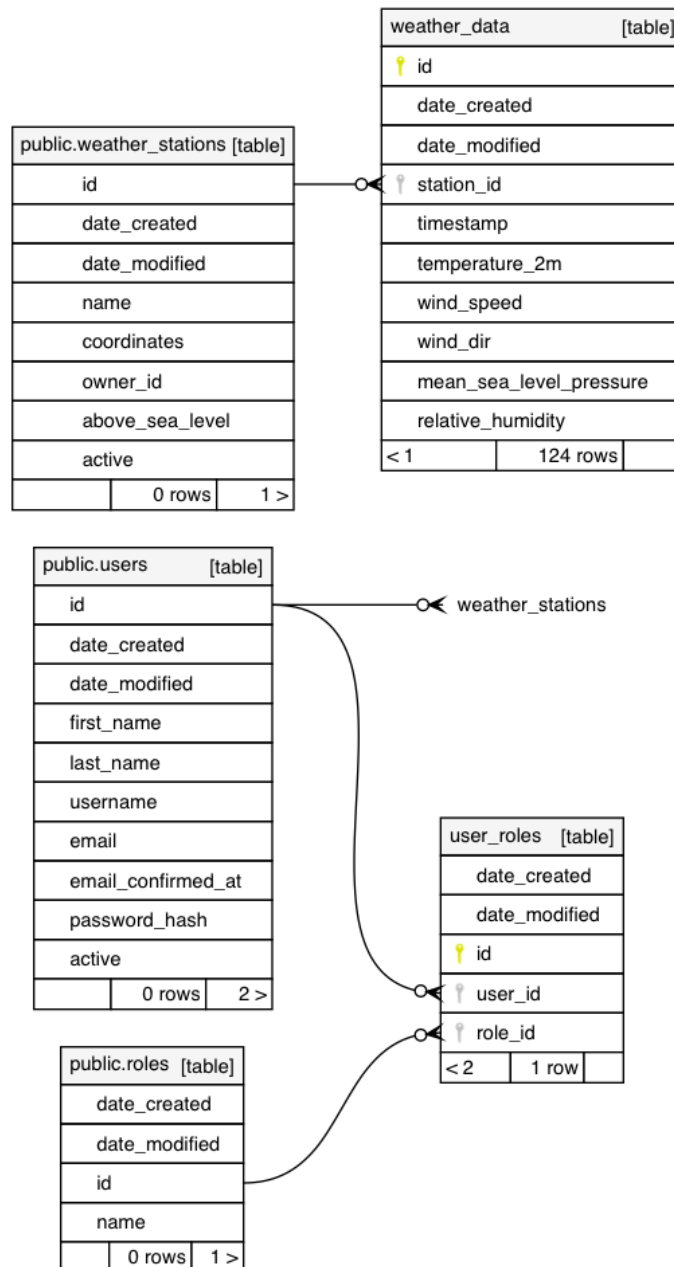 weather_data [table]
id
date_created
date_modified
station_id
timestamp
temperature_2m
wind_speed
wind_dir
mean_sea_level_pressure
relative_humidity
< 1 124 rows
public.weather_stations [table]
id
date_created
date_modified
name
coordinates
owner_id
above_sea_level
active
0 rows 1 >
public.users [table]
id
date_created
date_modified
first_name
last_name
username
email
email_confirmed_at
password_hash
active
0 rows 2 >
weather_stations
user_roles [table]
date_created
date_modified
id
user_id
role_id
< 2 1 row
public.roles [table]
date_created
date_modified
id
name
0 rows 1 >